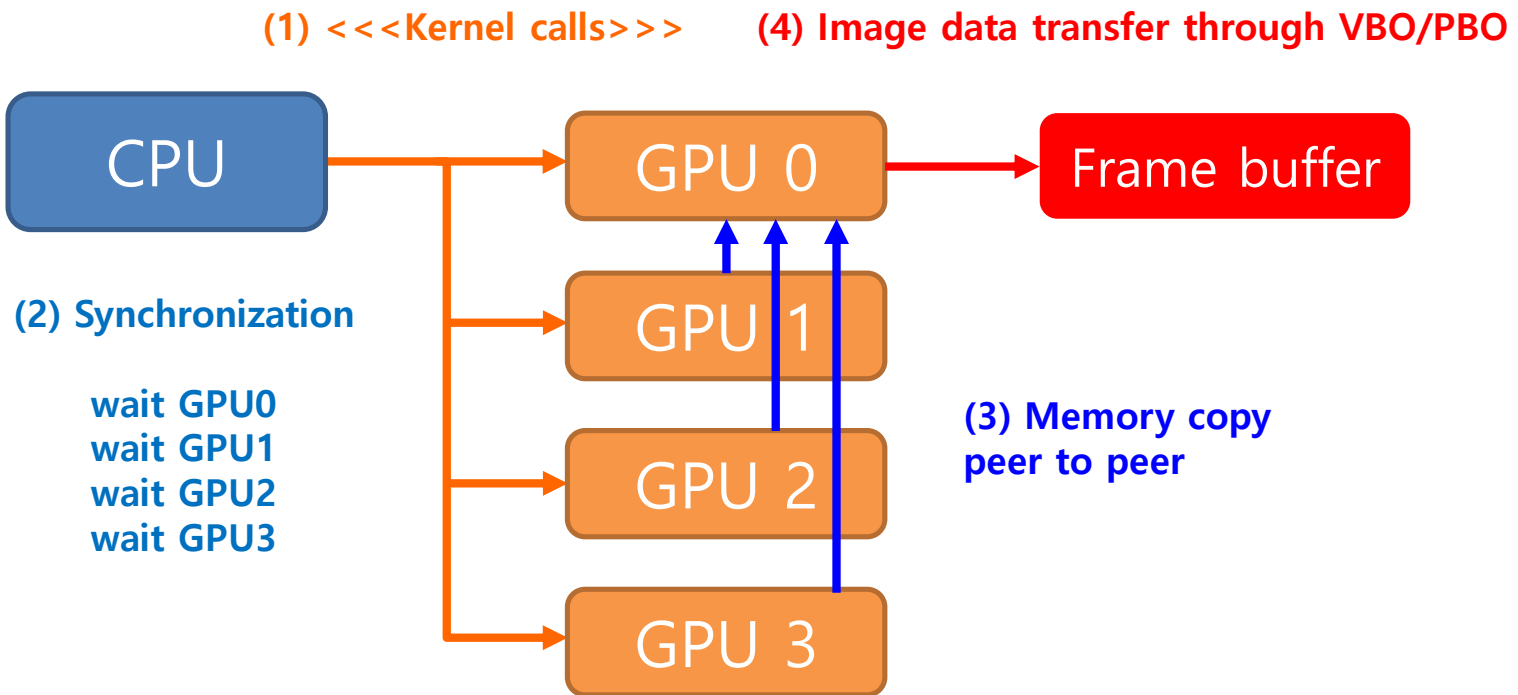 (1) <<<Kernel calls>>>
(4) Image data transfer through VBO/PBO
CPU
GPU 0
Frame buffer
(2) Synchronization
GPU 1
wait GPU0
wait GPU1
wait GPU2
wait GPU3
(3) Memory copy
peer to peer
GPU 2
GPU 3